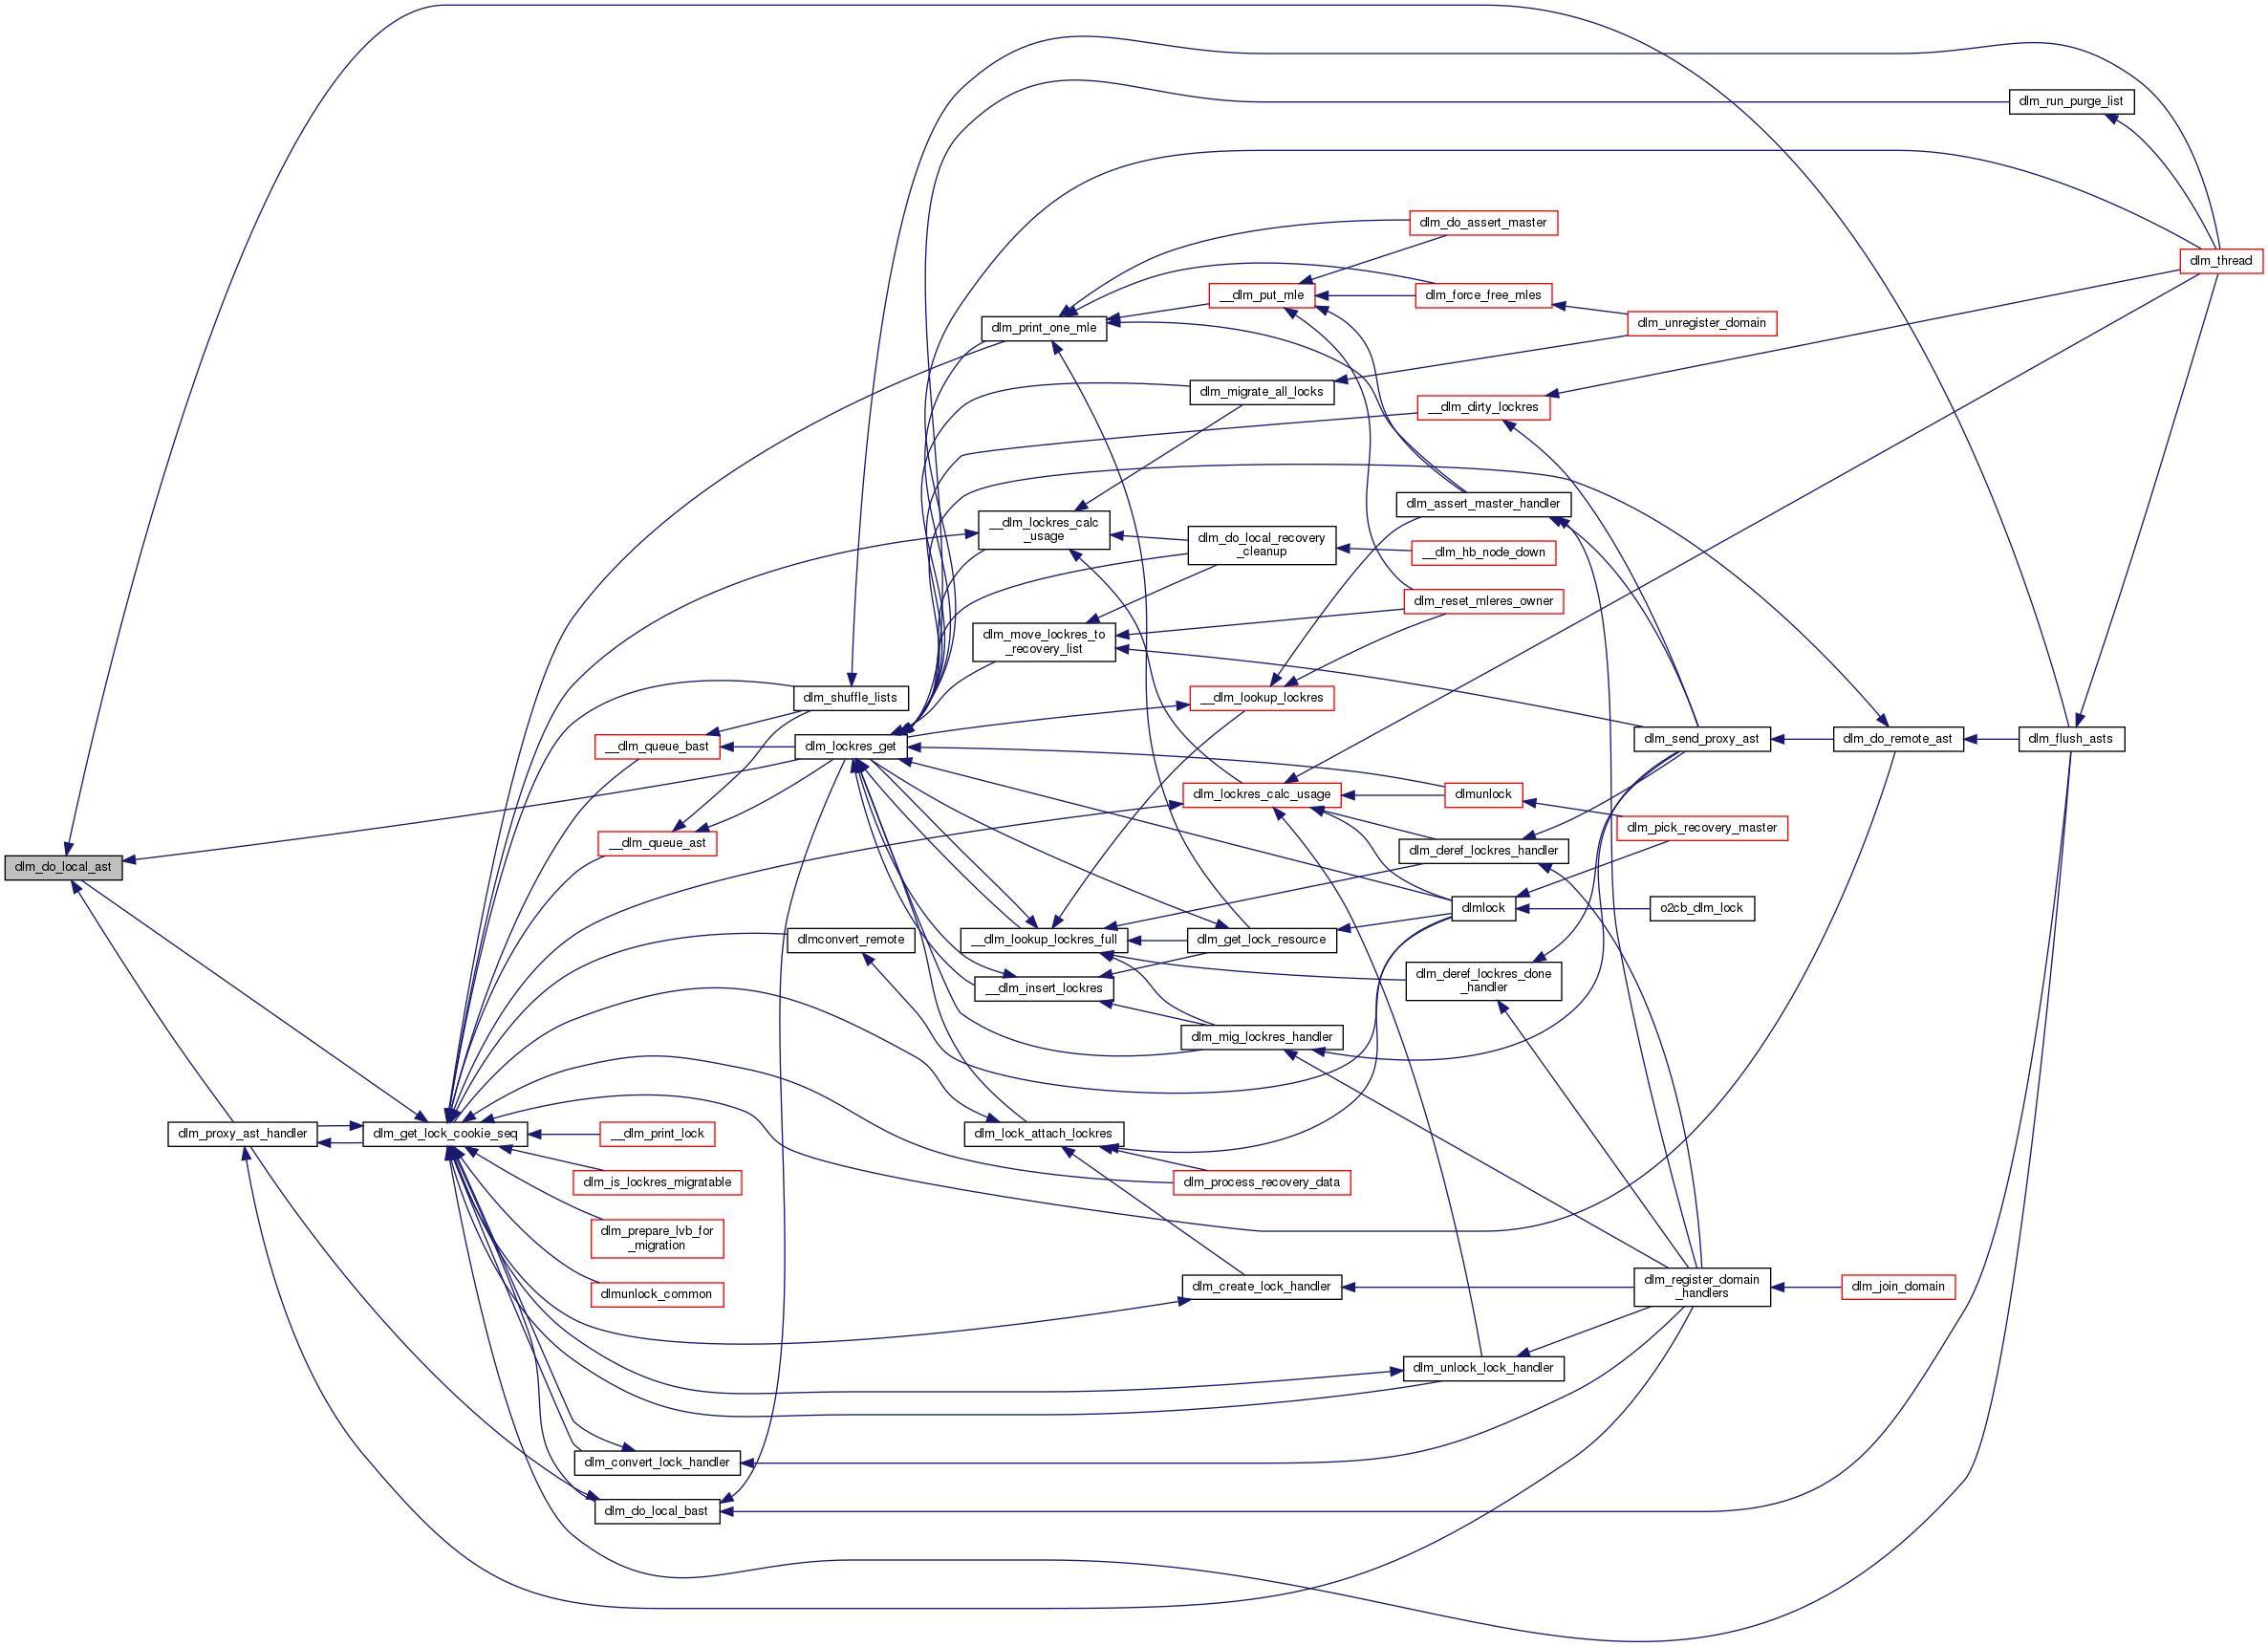 dlm_run_purge_list
dlm_do_assert_master
dlm_thread
__dlm_put_mle
dlm_force_free_mles
dlm_print_one_mle
dlm_unregister_domain
dlm_migrate_all_locks
__dlm_dirty_lockres
dlm_assert_master_handler
__dlm_lockres_calc
_usage
dlm_do_local_recovery
_cleanup
__dlm_hb_node_down
dlm_reset_mleres_owner
dlm_move_lockres_to
_recovery_list
dlm_shuffle_lists
__dlm_lookup_lockres
__dlm_queue_bast
dlm_lockres_get
dlm_send_proxy_ast
dlm_do_remote_ast
dlm_flush_asts
dlm_lockres_calc_usage
dlmunlock
dlm_pick_recovery_master
__dlm_queue_ast
dlm_deref_lockres_handler
dlm_do_local_ast
dlmlock
o2cb_dlm_lock
dlmconvert_remote
__dlm_lookup_lockres_full
dlm_get_lock_resource
dlm_deref_lockres_done
_handler
__dlm_insert_lockres
dlm_mig_lockres_handler
dlm_proxy_ast_handler
dlm_get_lock_cookie_seq
__dlm_print_lock
dlm_lock_attach_lockres
dlm_is_lockres_migratable
dlm_process_recovery_data
dlm_prepare_lvb_for
_migration
dlmunlock_common
dlm_create_lock_handler
dlm_register_domain
_handlers
dlm_join_domain
dlm_unlock_lock_handler
dlm_convert_lock_handler
dlm_do_local_bast